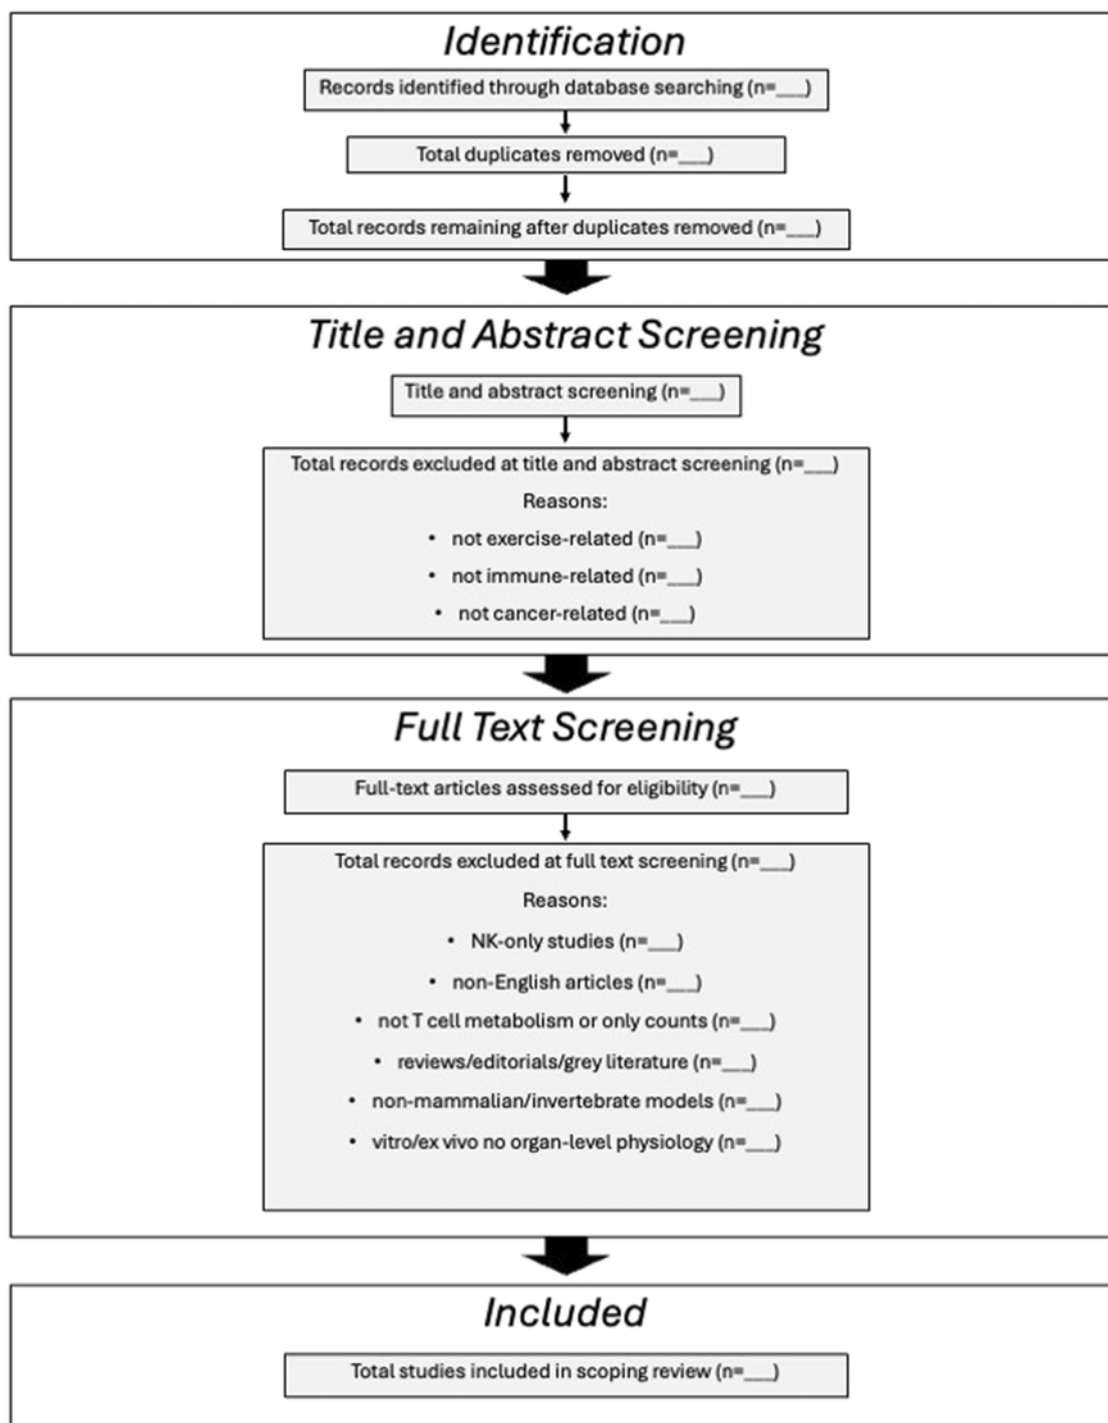 Identification
Records identified through database searching (n=___)
Total duplicates removed (n=___)
Total records remaining after duplicates removed (n=___)
Title and Abstract Screening
Title and abstract screening (n=___)
Total records excluded at title and abstract screening (n=___)
Reasons:
• not exercise-related (n=___)
• not immune-related (n=___)
• not cancer-related (n=___)
Full Text Screening
Full-text articles assessed for eligibility (n=___)
Total records excluded at full text screening (n=___)
Reasons:
• NK-only studies (n=___)
• non-English articles (n=___)
• not T cell metabolism or only counts (n=___)
• reviews/editorials/grey literature (n=___)
• non-mammalian/invertebrate models (n=___)
• vitro/ex vivo no organ-level physiology (n=___)
Included
Total studies included in scoping review (n=___)